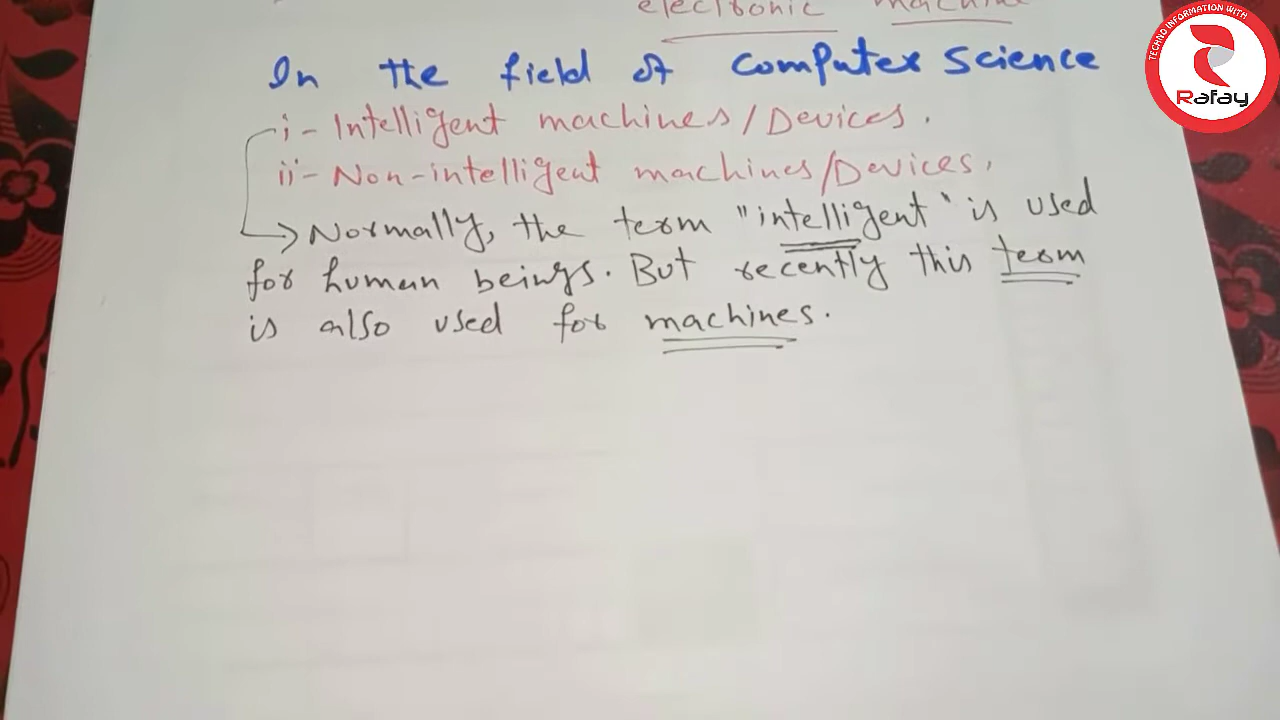 electronic machine
In the field of Computer Science
i- Intelligent machines/Devices.
ii- Non-intelligent machines/Devices.
Normally, the term "intelligent" is used
for human beings. But recently this term
is also used for machines.
TECHNO INFORMATION WITH
Rafay